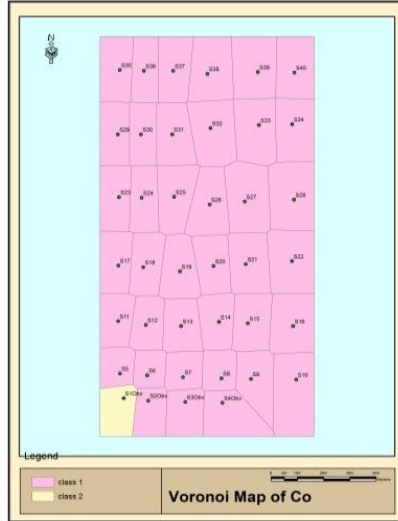 N
S35 S36 S37 S38 S39 S40
S29 S30 S31 S32 S33 S34
S23 S24 S25 S26 S27 S28
S17 S18 S19 S20 S21 S22
S11 S12 S13 S14 S15 S16
S5 S6 S7 S8 S9 S10
Legend
class 1
class 2
Voronoi Map of Co